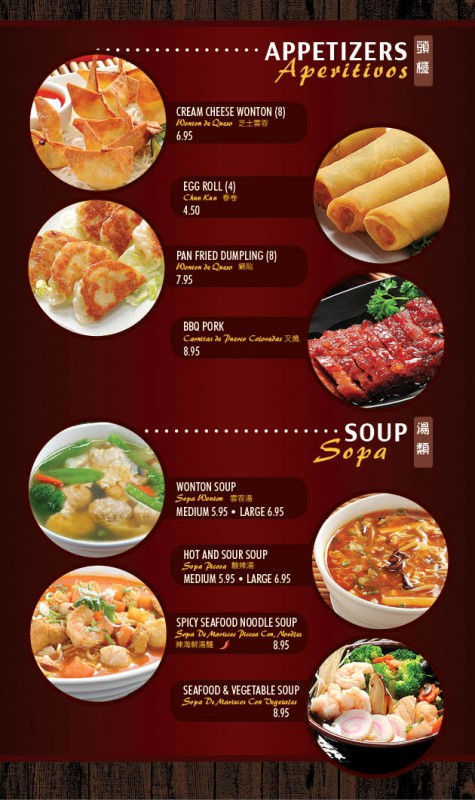 APPETIZERS
Aperitivos
頭檯
CREAM CHEESE WONTON (8)
Wonton de Queso 芝士雲吞
6.95
EGG ROLL (4)
Chun Kun 春卷
4.50
PAN FRIED DUMPLING (8)
Wonton de Queso 鍋貼
7.95
BBQ PORK
Carnitas de Puerco Coloradas 叉燒
8.95
SOUP
Sopa
湯類
WONTON SOUP
Sopa Wonton 雲吞湯
MEDIUM 5.95 • LARGE 6.95
HOT AND SOUR SOUP
Sopa Picosa 酸辣湯
MEDIUM 5.95 • LARGE 6.95
SPICY SEAFOOD NOODLE SOUP
Sopa De Mariscos Picosa Con, Noodles
辣海鮮湯麵 8.95
SEAFOOD & VEGETABLE SOUP
Sopa De Mariscos Con Vegetales
8.95